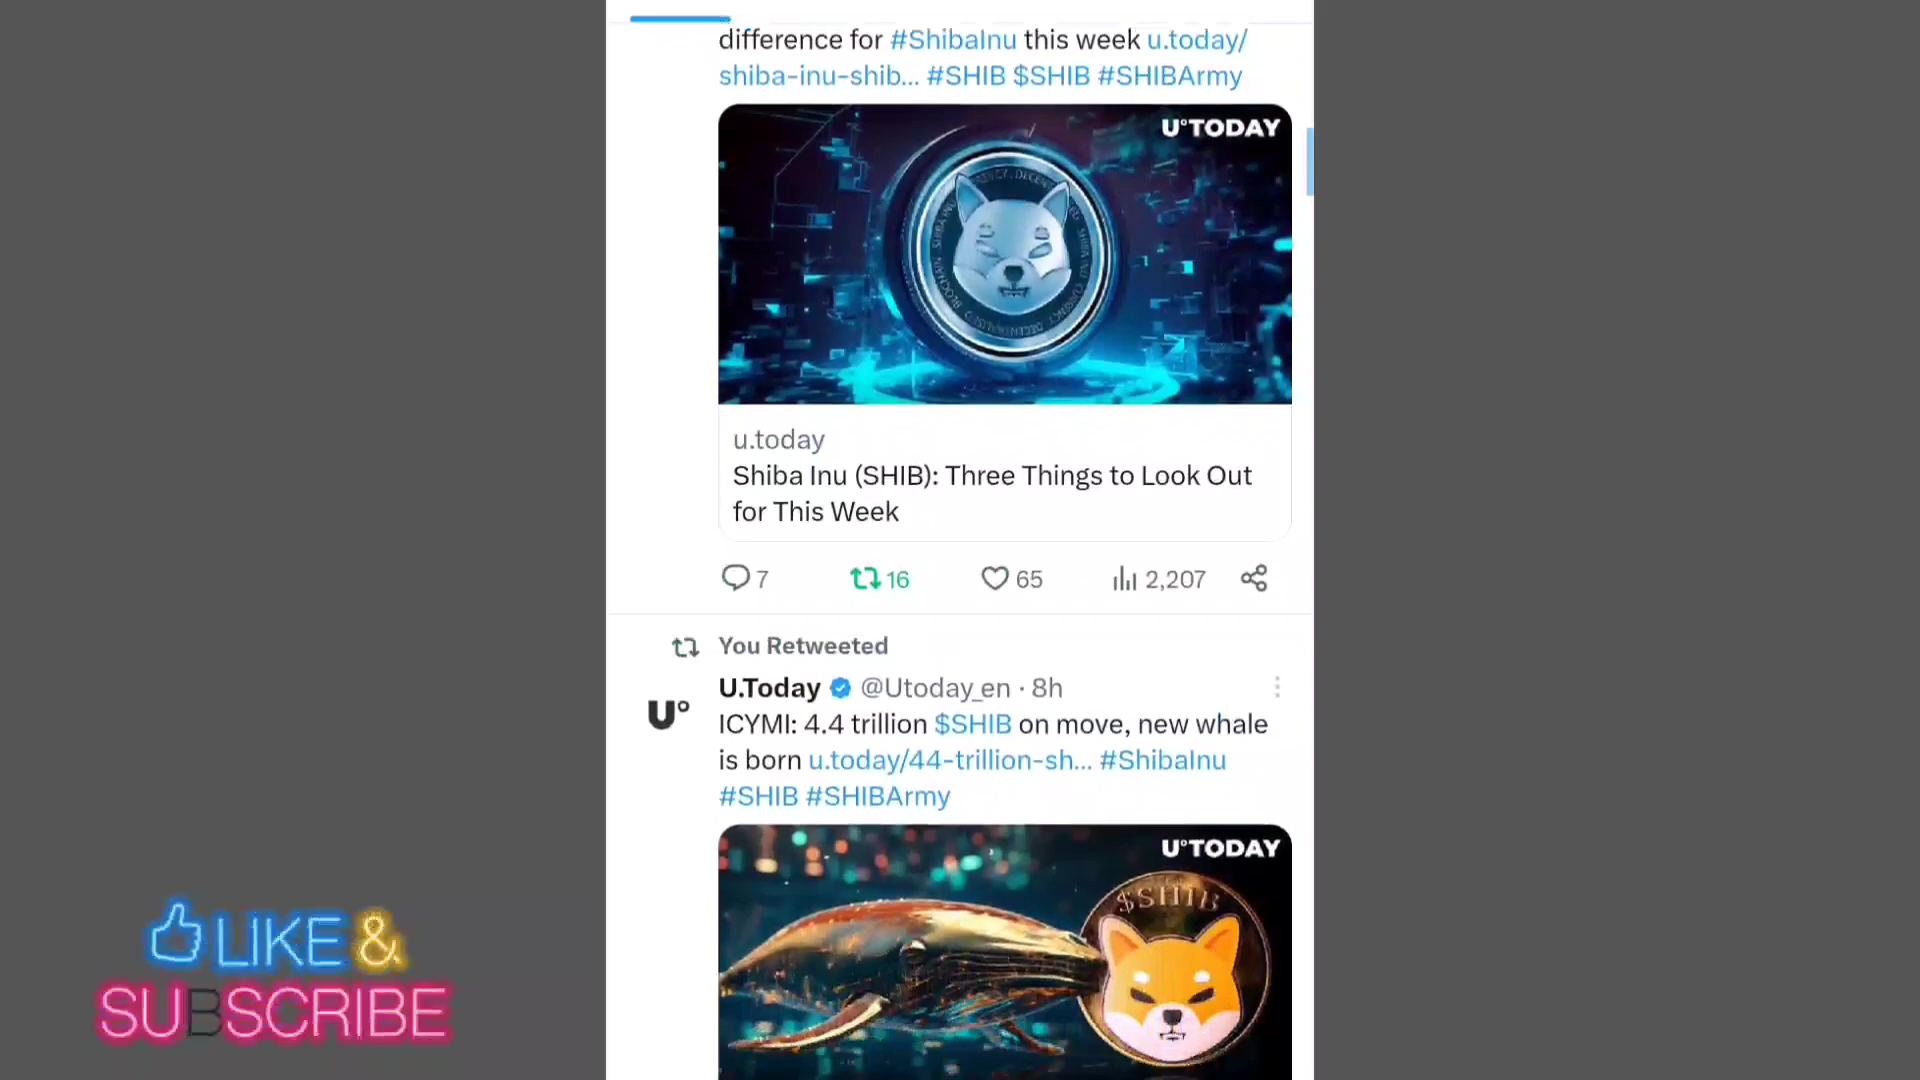 difference for #ShibaInu this week u.today/
shiba-inu-shib... #SHIB $SHIB #SHIBArmy
U°TODAY
u.today
Shiba Inu (SHIB): Three Things to Look Out
for This Week
7 16 65 2,207
You Retweeted
U.Today @Utoday_en · 8h
U°
ICYMI: 4.4 trillion $SHIB on move, new whale
is born u.today/44-trillion-sh... #ShibaInu
#SHIB #SHIBArmy
U°TODAY
$SHIB
LIKE &
SUBSCRIBE